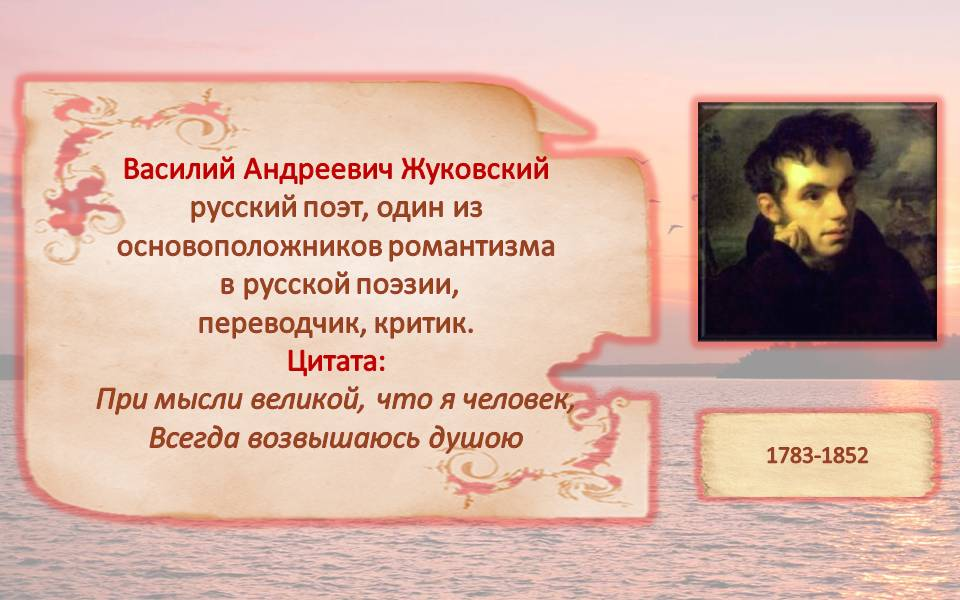 Василий Андреевич Жуковский
русский поэт, один из
основоположников романтизма
в русской поэзии,
переводчик, критик.
Цитата:
При мысли великой, что я человек,
Всегда возвышаюсь душою
1783-1852